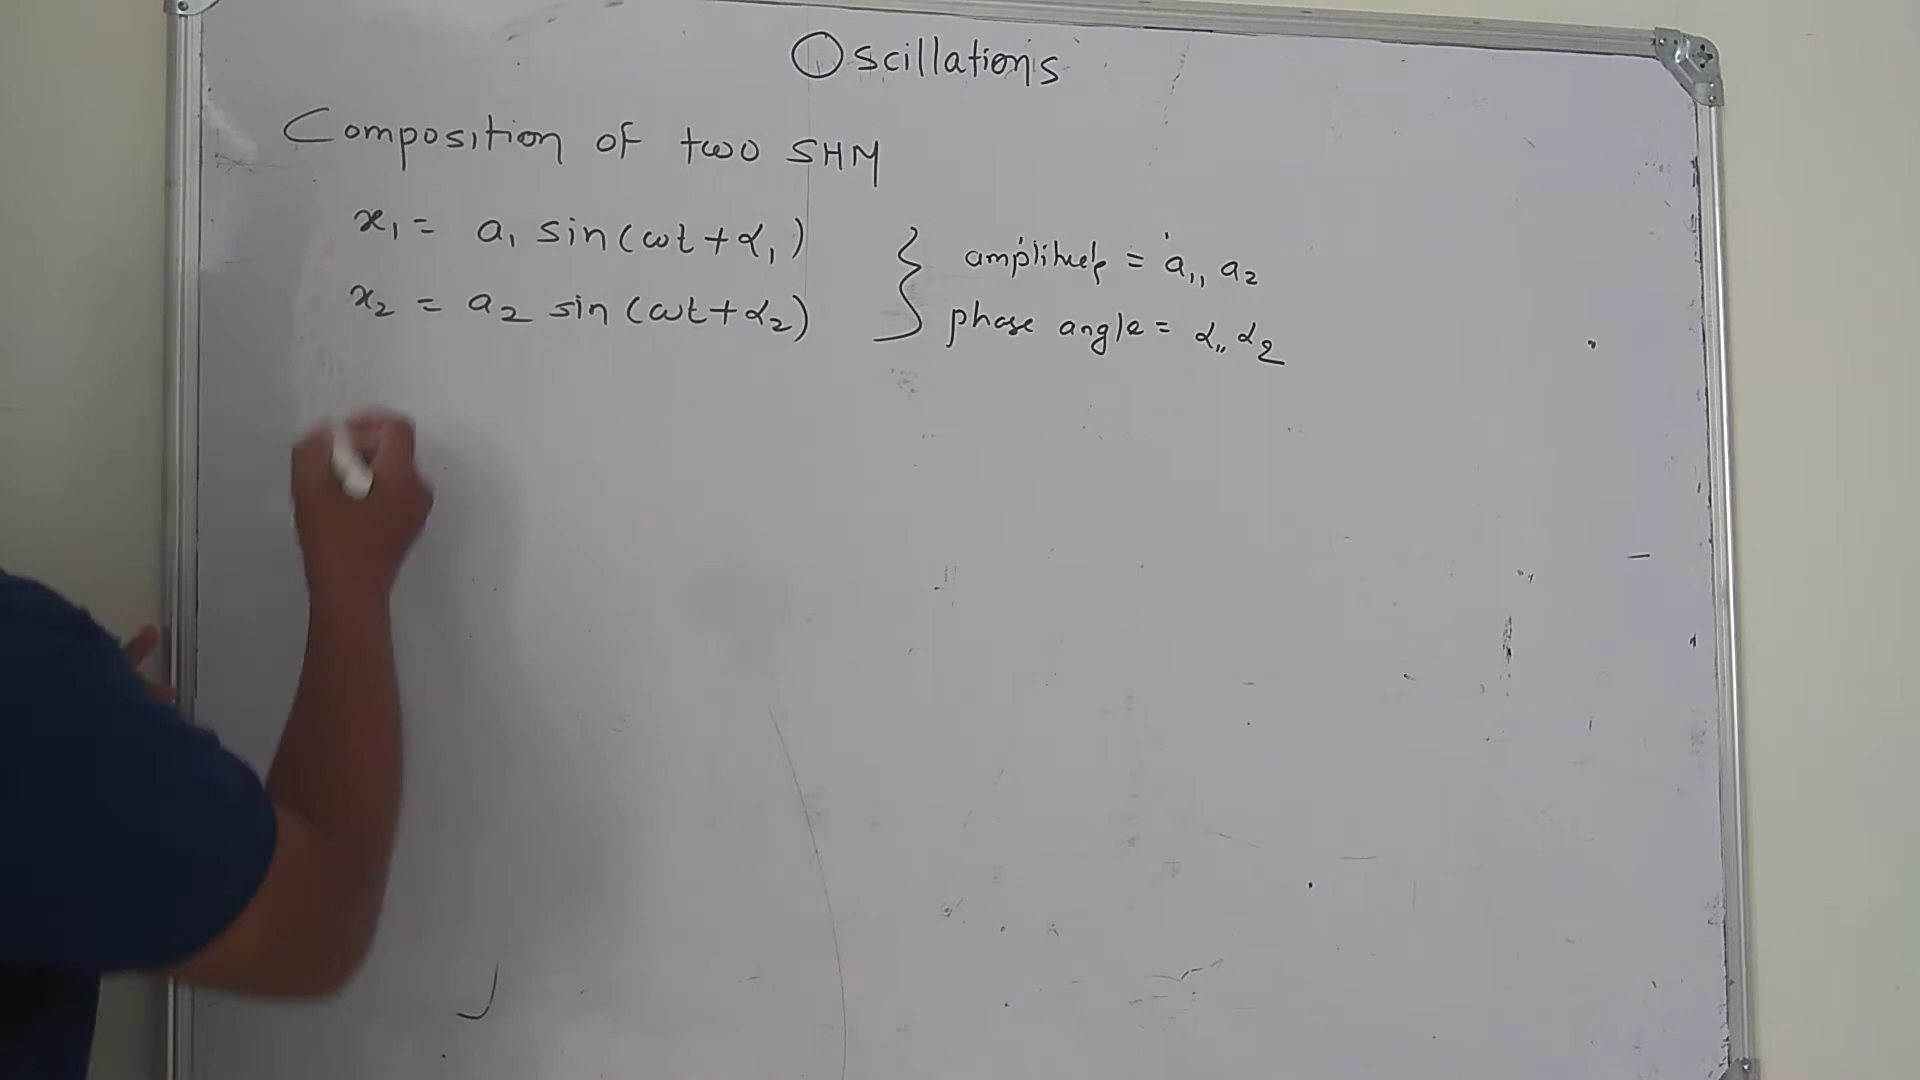 Oscillations
Composition of two SHM
x₁ = a₁ sin(ωt+α₁)
x₂ = a₂ sin(ωt+α₂)
amplitude = a₁, a₂
phase angle = α₁, α₂